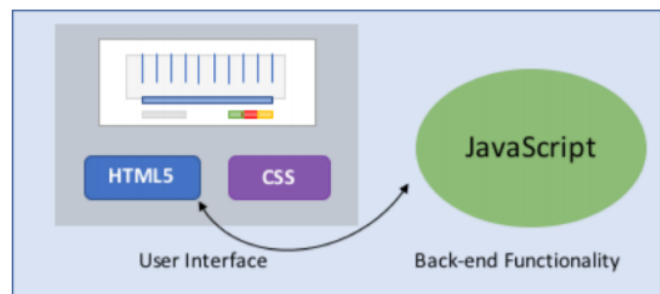 HTML5
CSS
JavaScript
User Interface
Back-end Functionality